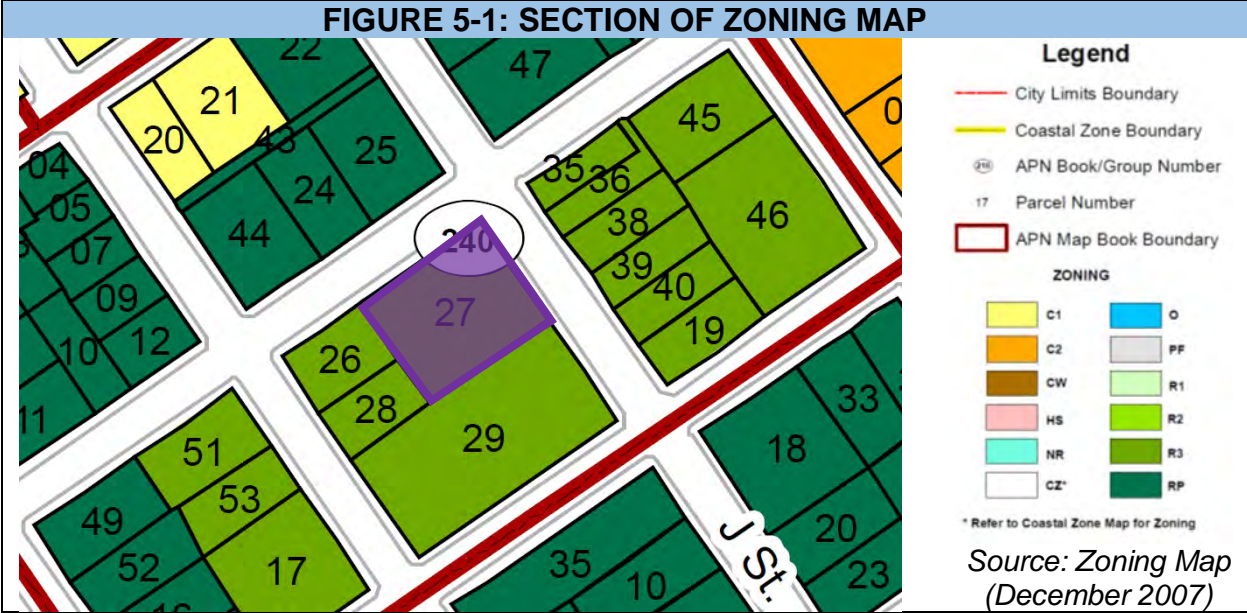 FIGURE 5-1: SECTION OF ZONING MAP
22
47
21
20
43
25
24
44
04
05
07
09
10
12
11
45
35
36
38
46
39
40
19
0
240
27
26
28
29
51
53
49
52
17
16
18
33
20
23
35
10
J St.
Legend
City Limits Boundary
Coastal Zone Boundary
APN Book/Group Number
17 Parcel Number
APN Map Book Boundary
ZONING
C1 O
C2 PF
CW R1
HS R2
NR R3
CZ* RP
* Refer to Coastal Zone Map for Zoning
Source: Zoning Map
(December 2007)